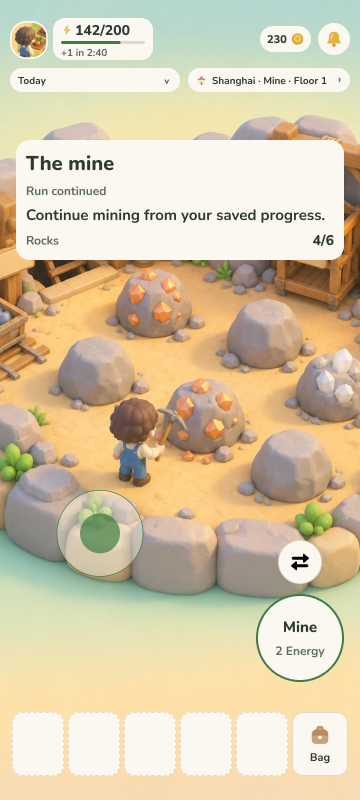 142/200
+1 in 2:40
230
Today
Shanghai · Mine · Floor 1
The mine
Run continued
Continue mining from your saved progress.
Rocks 4/6
Mine
2 Energy
Bag